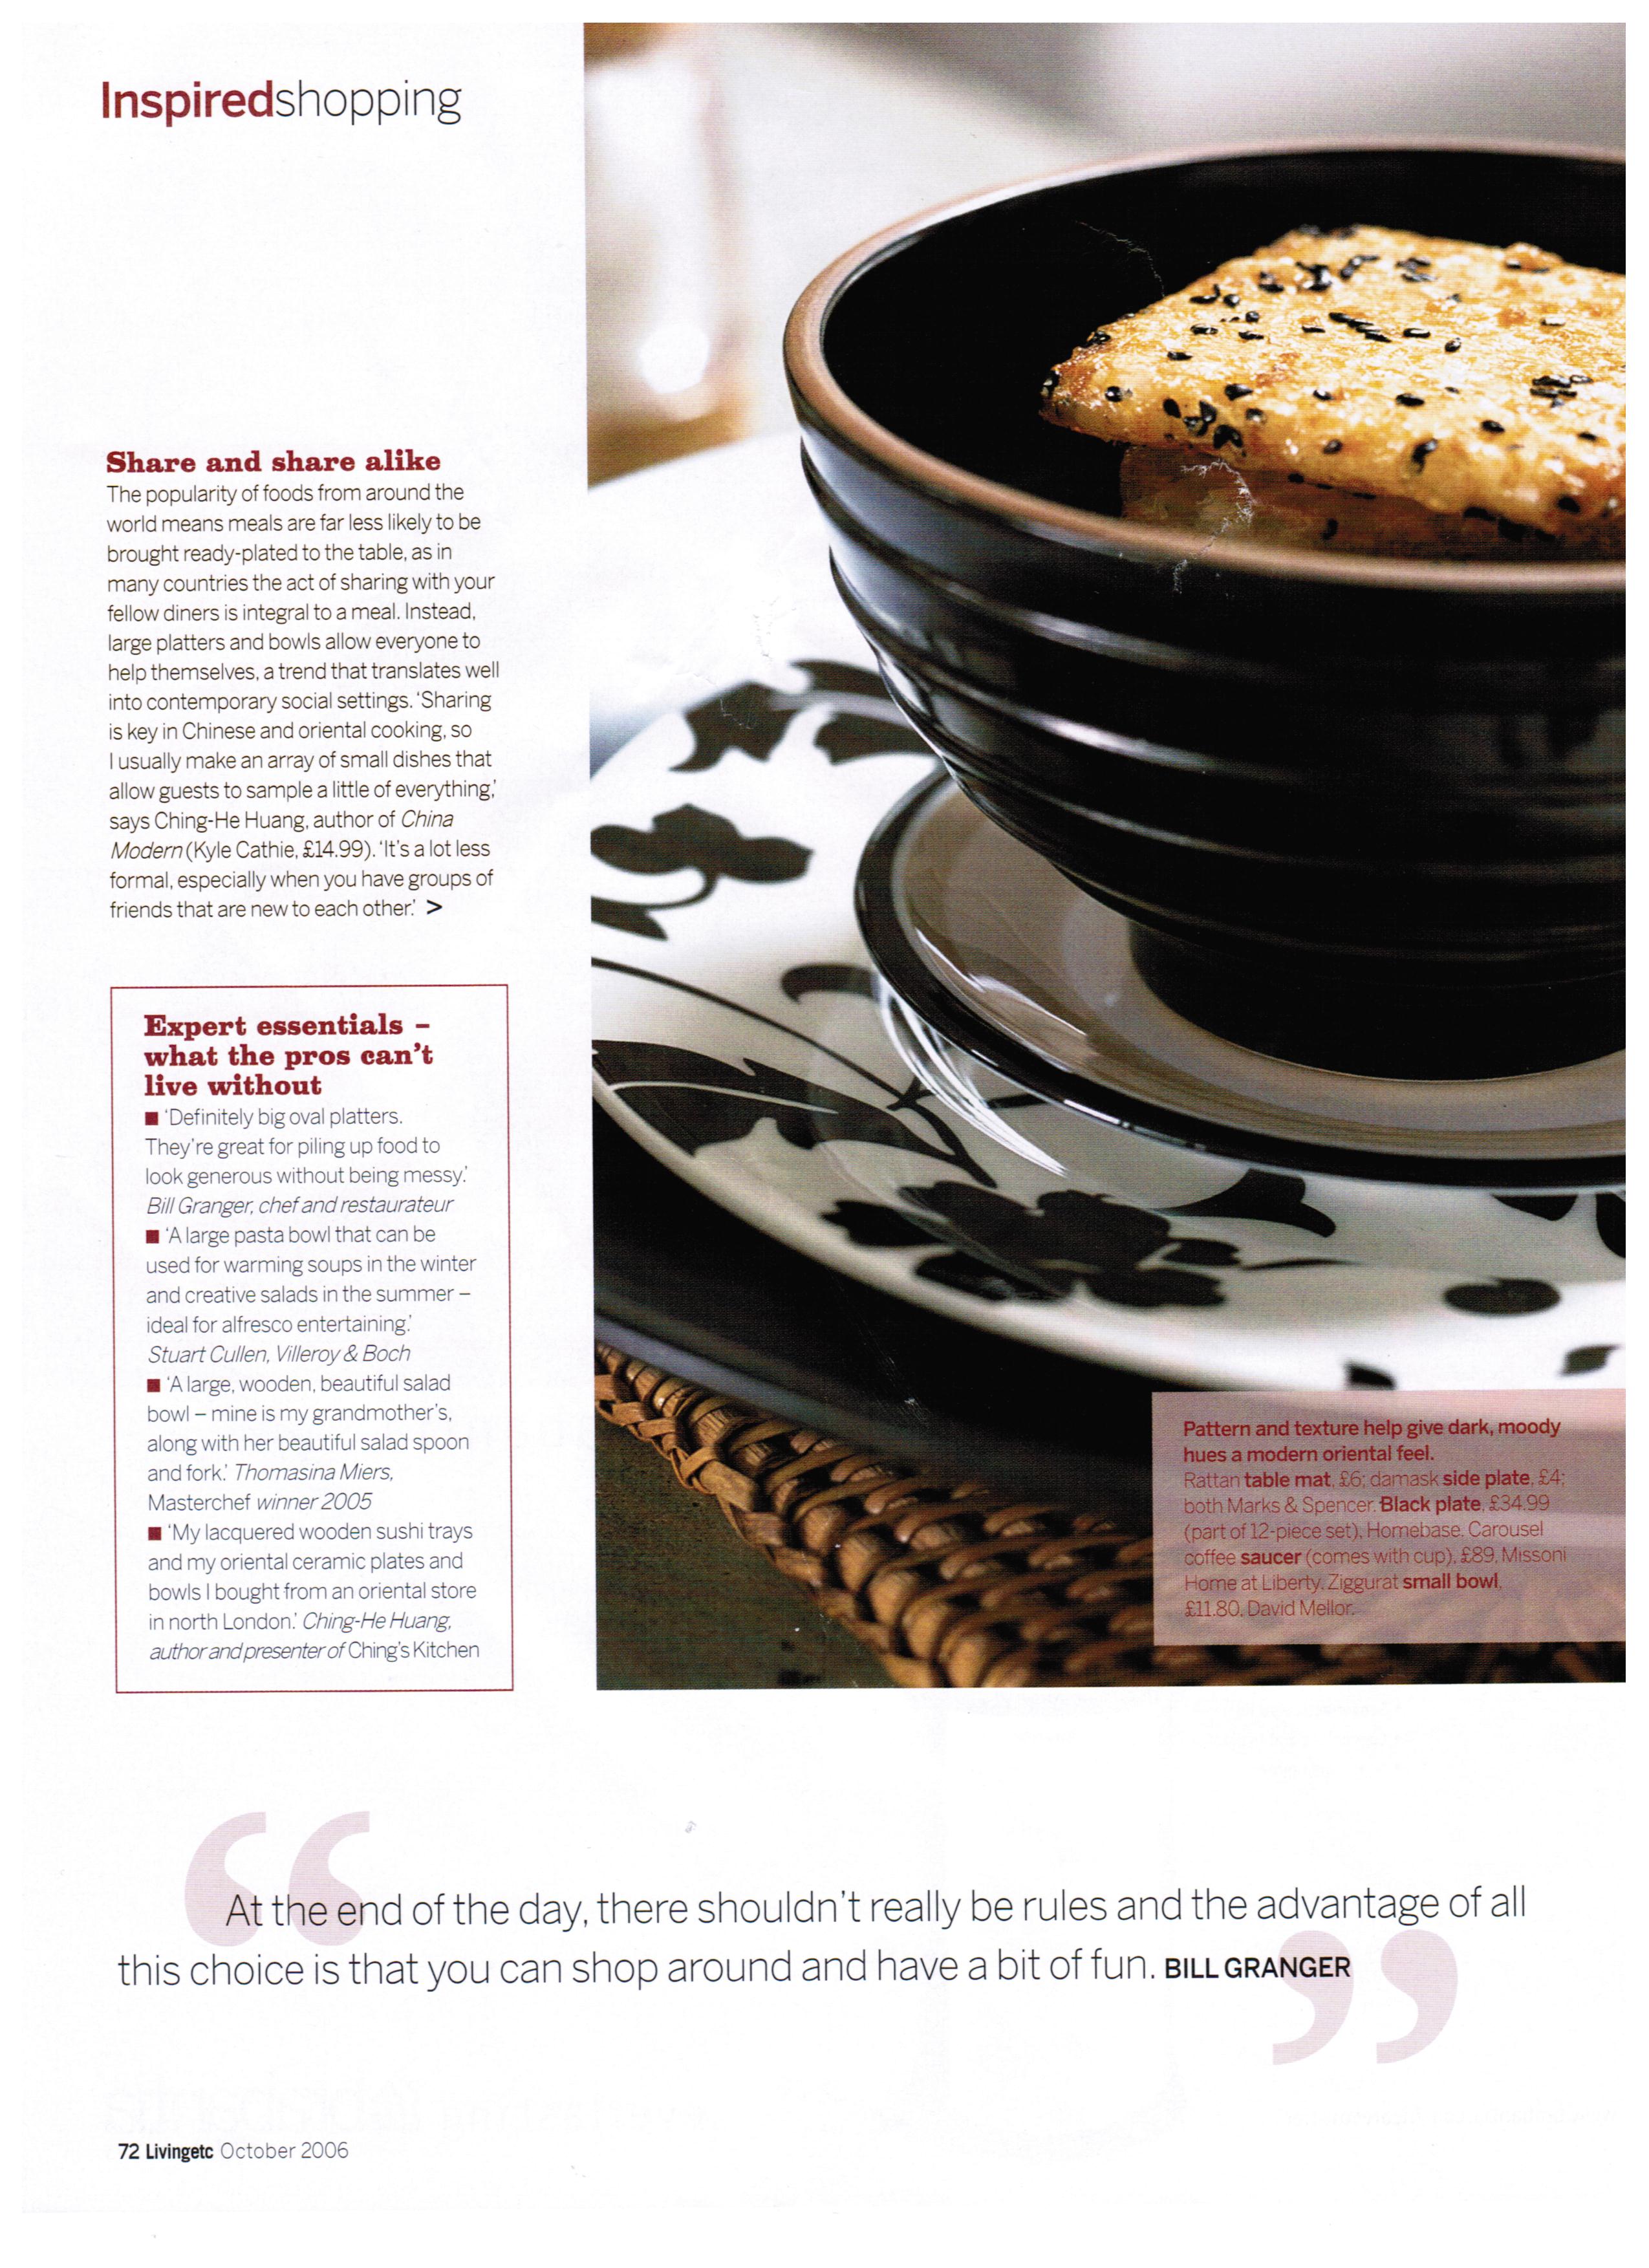 Inspiredshopping
Share and share alike
The popularity of foods from around the
world means meals are far less likely to be
brought ready-plated to the table, as in
many countries the act of sharing with your
fellow diners is integral to a meal. Instead,
large platters and bowls allow everyone to
help themselves, a trend that translates well
into contemporary social settings. ‘Sharing
is key in Chinese and oriental cooking, so
I usually make an array of small dishes that
allow guests to sample a little of everything,’
says Ching-He Huang, author of China
Modern (Kyle Cathie, £14.99). ‘It’s a lot less
formal, especially when you have groups of
friends that are new to each other.’ >
Expert essentials –
what the pros can’t
live without
■ ‘Definitely big oval platters.
They’re great for piling up food to
look generous without being messy.’
Bill Granger, chef and restaurateur
■ ‘A large pasta bowl that can be
used for warming soups in the winter
and creative salads in the summer –
ideal for alfresco entertaining.’
Stuart Cullen, Villeroy & Boch
■ ‘A large, wooden, beautiful salad
bowl – mine is my grandmother’s,
along with her beautiful salad spoon
and fork.’ Thomasina Miers,
Masterchef winner 2005
■ ‘My lacquered wooden sushi trays
and my oriental ceramic plates and
bowls I bought from an oriental store
in north London.’ Ching-He Huang,
author and presenter of Ching’s Kitchen
Pattern and texture help give dark, moody
hues a modern oriental feel.
Rattan table mat, £6; damask side plate, £4;
both Marks & Spencer. Black plate, £34.99
(part of 12-piece set), Homebase. Carousel
coffee saucer (comes with cup), £89, Missoni
Home at Liberty. Ziggurat small bowl,
£11.80, David Mellor.
“At the end of the day, there shouldn’t really be rules and the advantage of all
this choice is that you can shop around and have a bit of fun. BILL GRANGER”
72 Livingetc October 2006